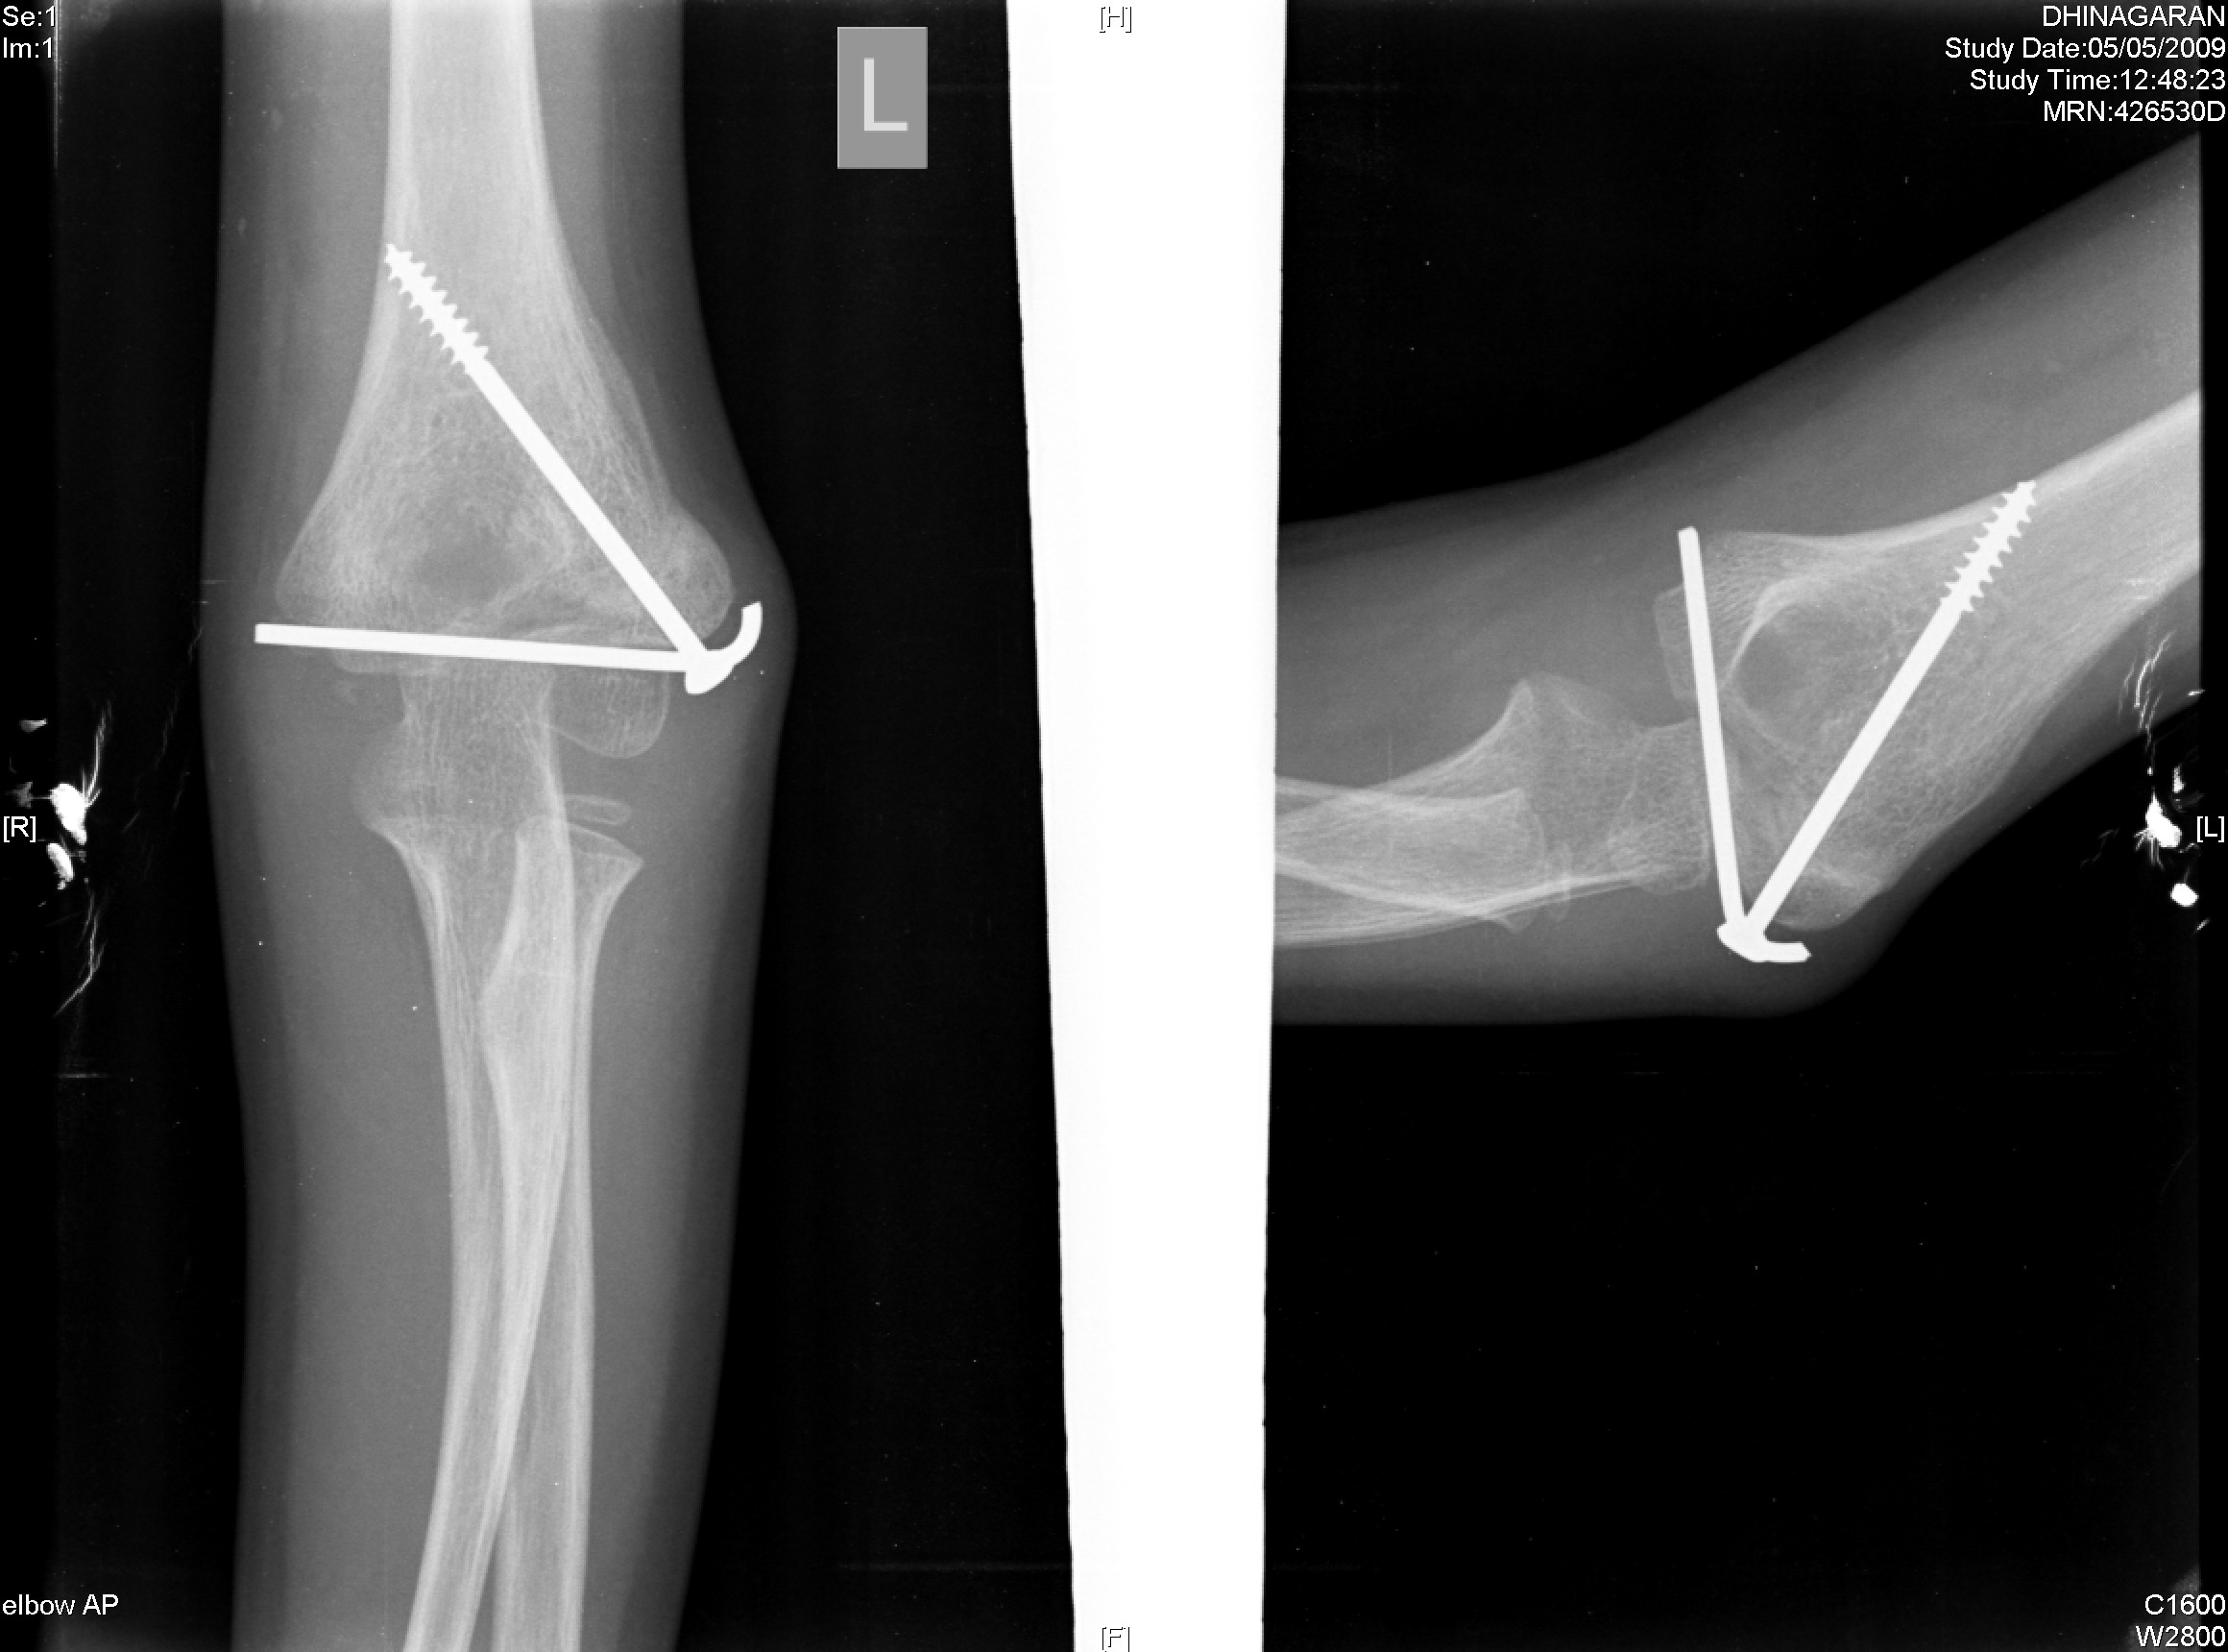 Se:1
Im:1
[H]
DHINAGARAN
Study Date:05/05/2009
Study Time:12:48:23
MRN:426530D
L
[R]
[L]
elbow AP
[F]
C1600
W2800